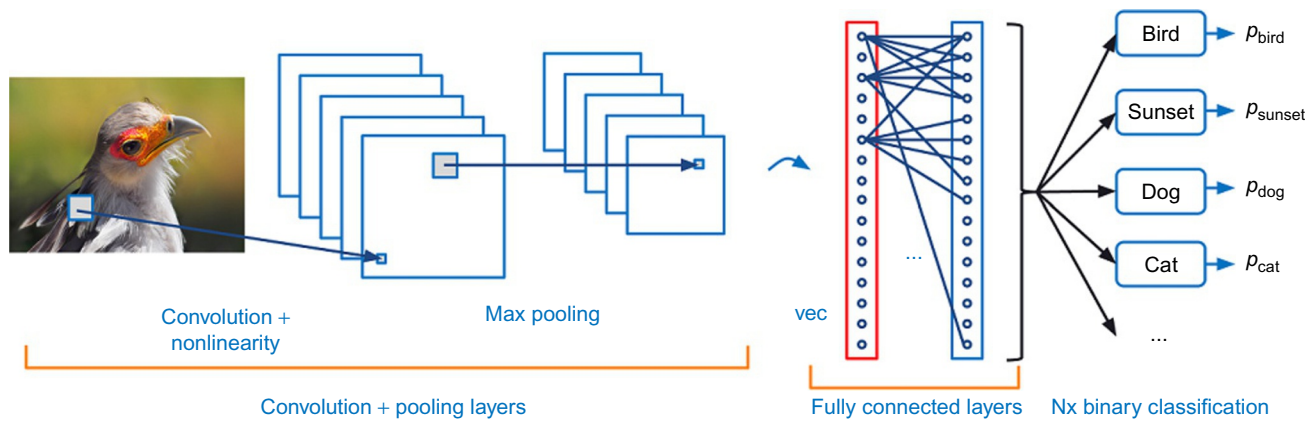 Bird
p_bird
Sunset
p_sunset
Dog
p_dog
Cat
p_cat
...
...
Convolution +
nonlinearity
Max pooling
vec
Convolution + pooling layers
Fully connected layers
Nx binary classification